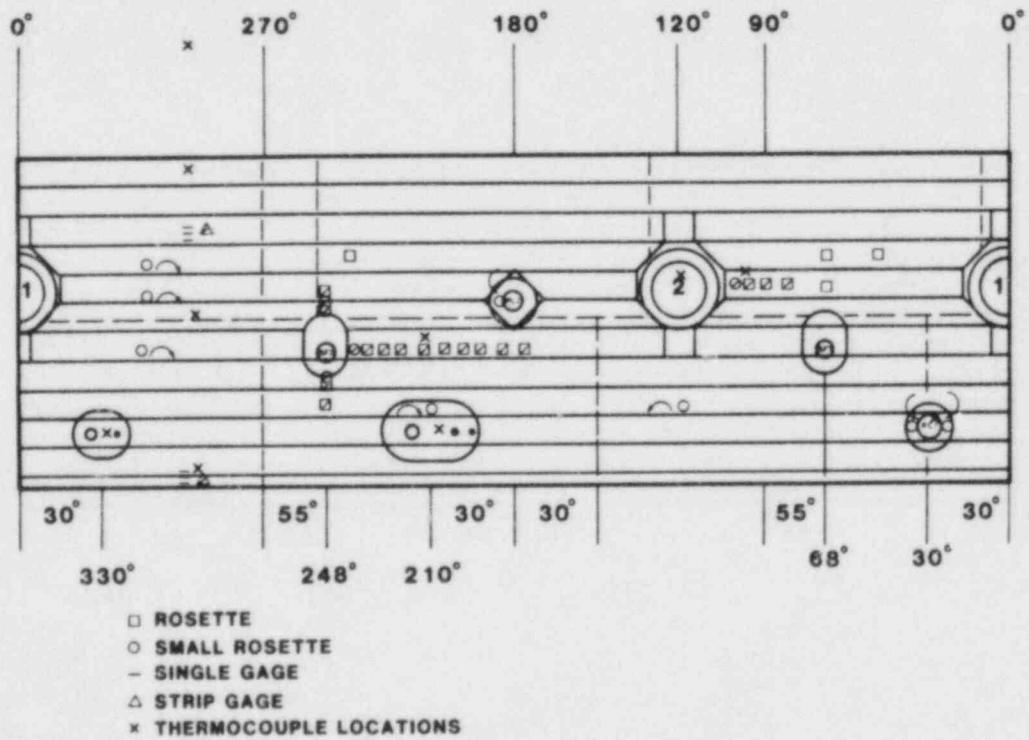 0° 270° 180° 120° 90° 0°
1 2 1
30° 55° 30° 30° 55° 30°
330° 248° 210° 68° 30°
□ ROSETTE
○ SMALL ROSETTE
– SINGLE GAGE
△ STRIP GAGE
× THERMOCOUPLE LOCATIONS